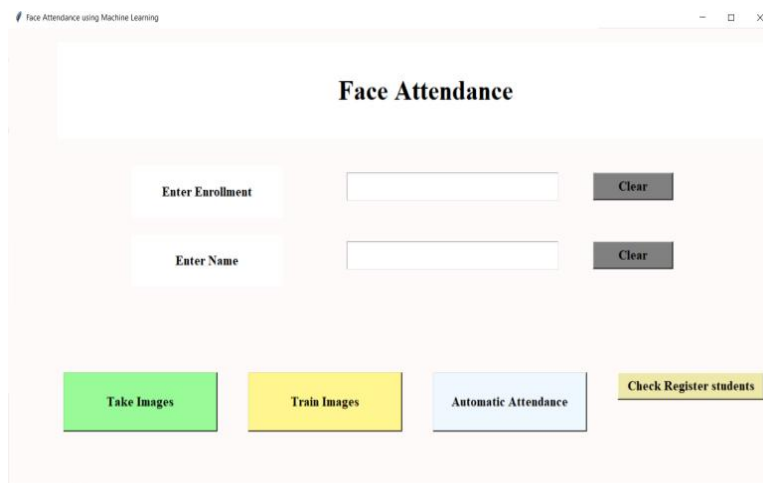 Face Attendance using Machine Learning
Face Attendance
Enter Enrollment
Clear
Enter Name
Clear
Take Images
Train Images
Automatic Attendance
Check Register students